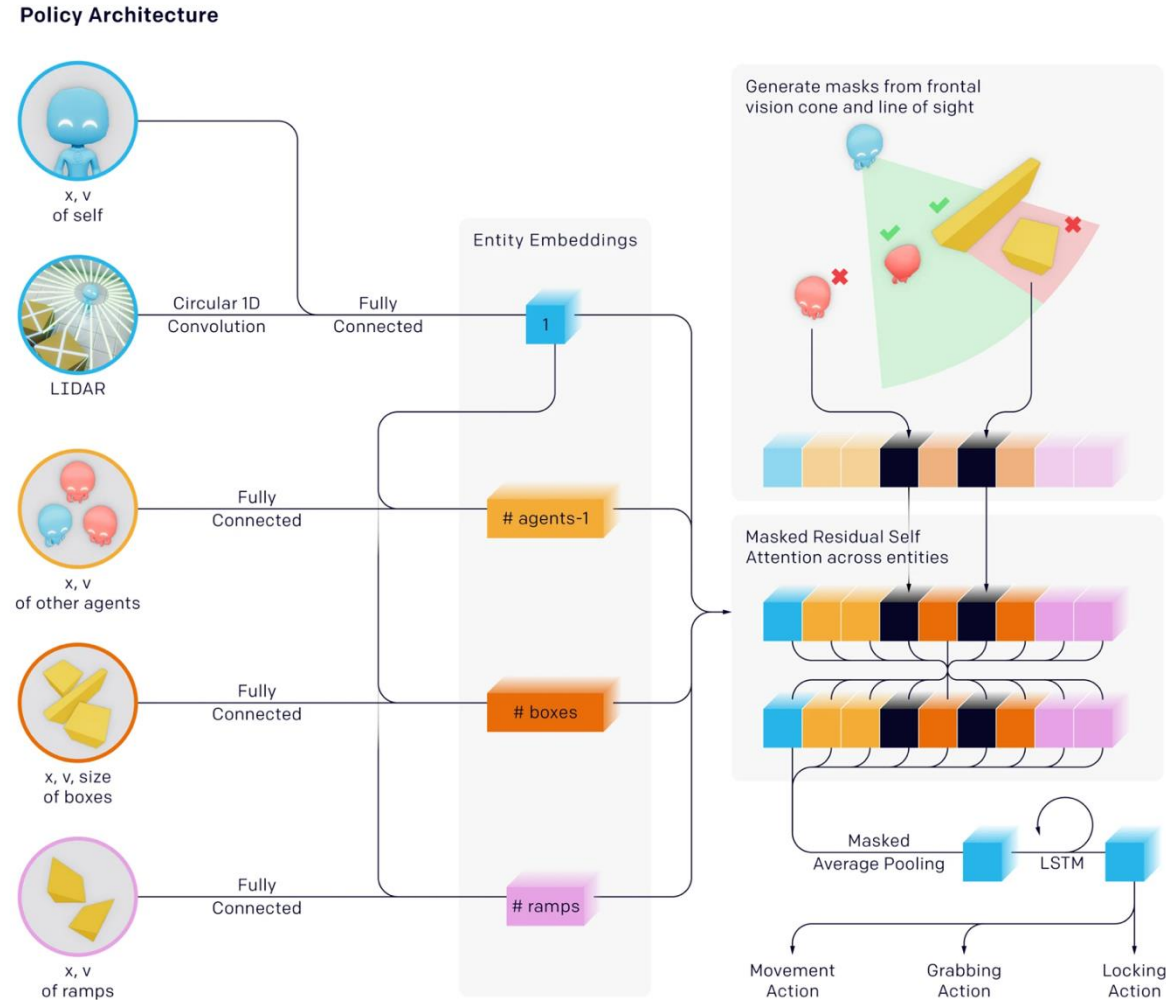 Policy Architecture
x, v
of self
LIDAR
Circular 1D
Convolution
Fully
Connected
x, v
of other agents
Fully
Connected
x, v, size
of boxes
Fully
Connected
x, v
of ramps
Fully
Connected
Entity Embeddings
1
# agents-1
# boxes
# ramps
Generate masks from frontal
vision cone and line of sight
Masked Residual Self
Attention across entities
Masked
Average Pooling
LSTM
Movement
Action
Grabbing
Action
Locking
Action